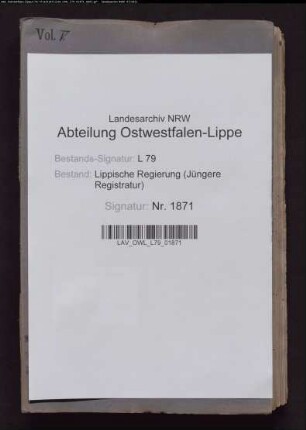 Vol. V
Landesarchiv NRW
Abteilung Ostwestfalen-Lippe
Bestands-Signatur: L 79
Bestand: Lippische Regierung (Jüngere
Registratur)
Signatur: Nr. 1871
LAV_OWL_L79_01871